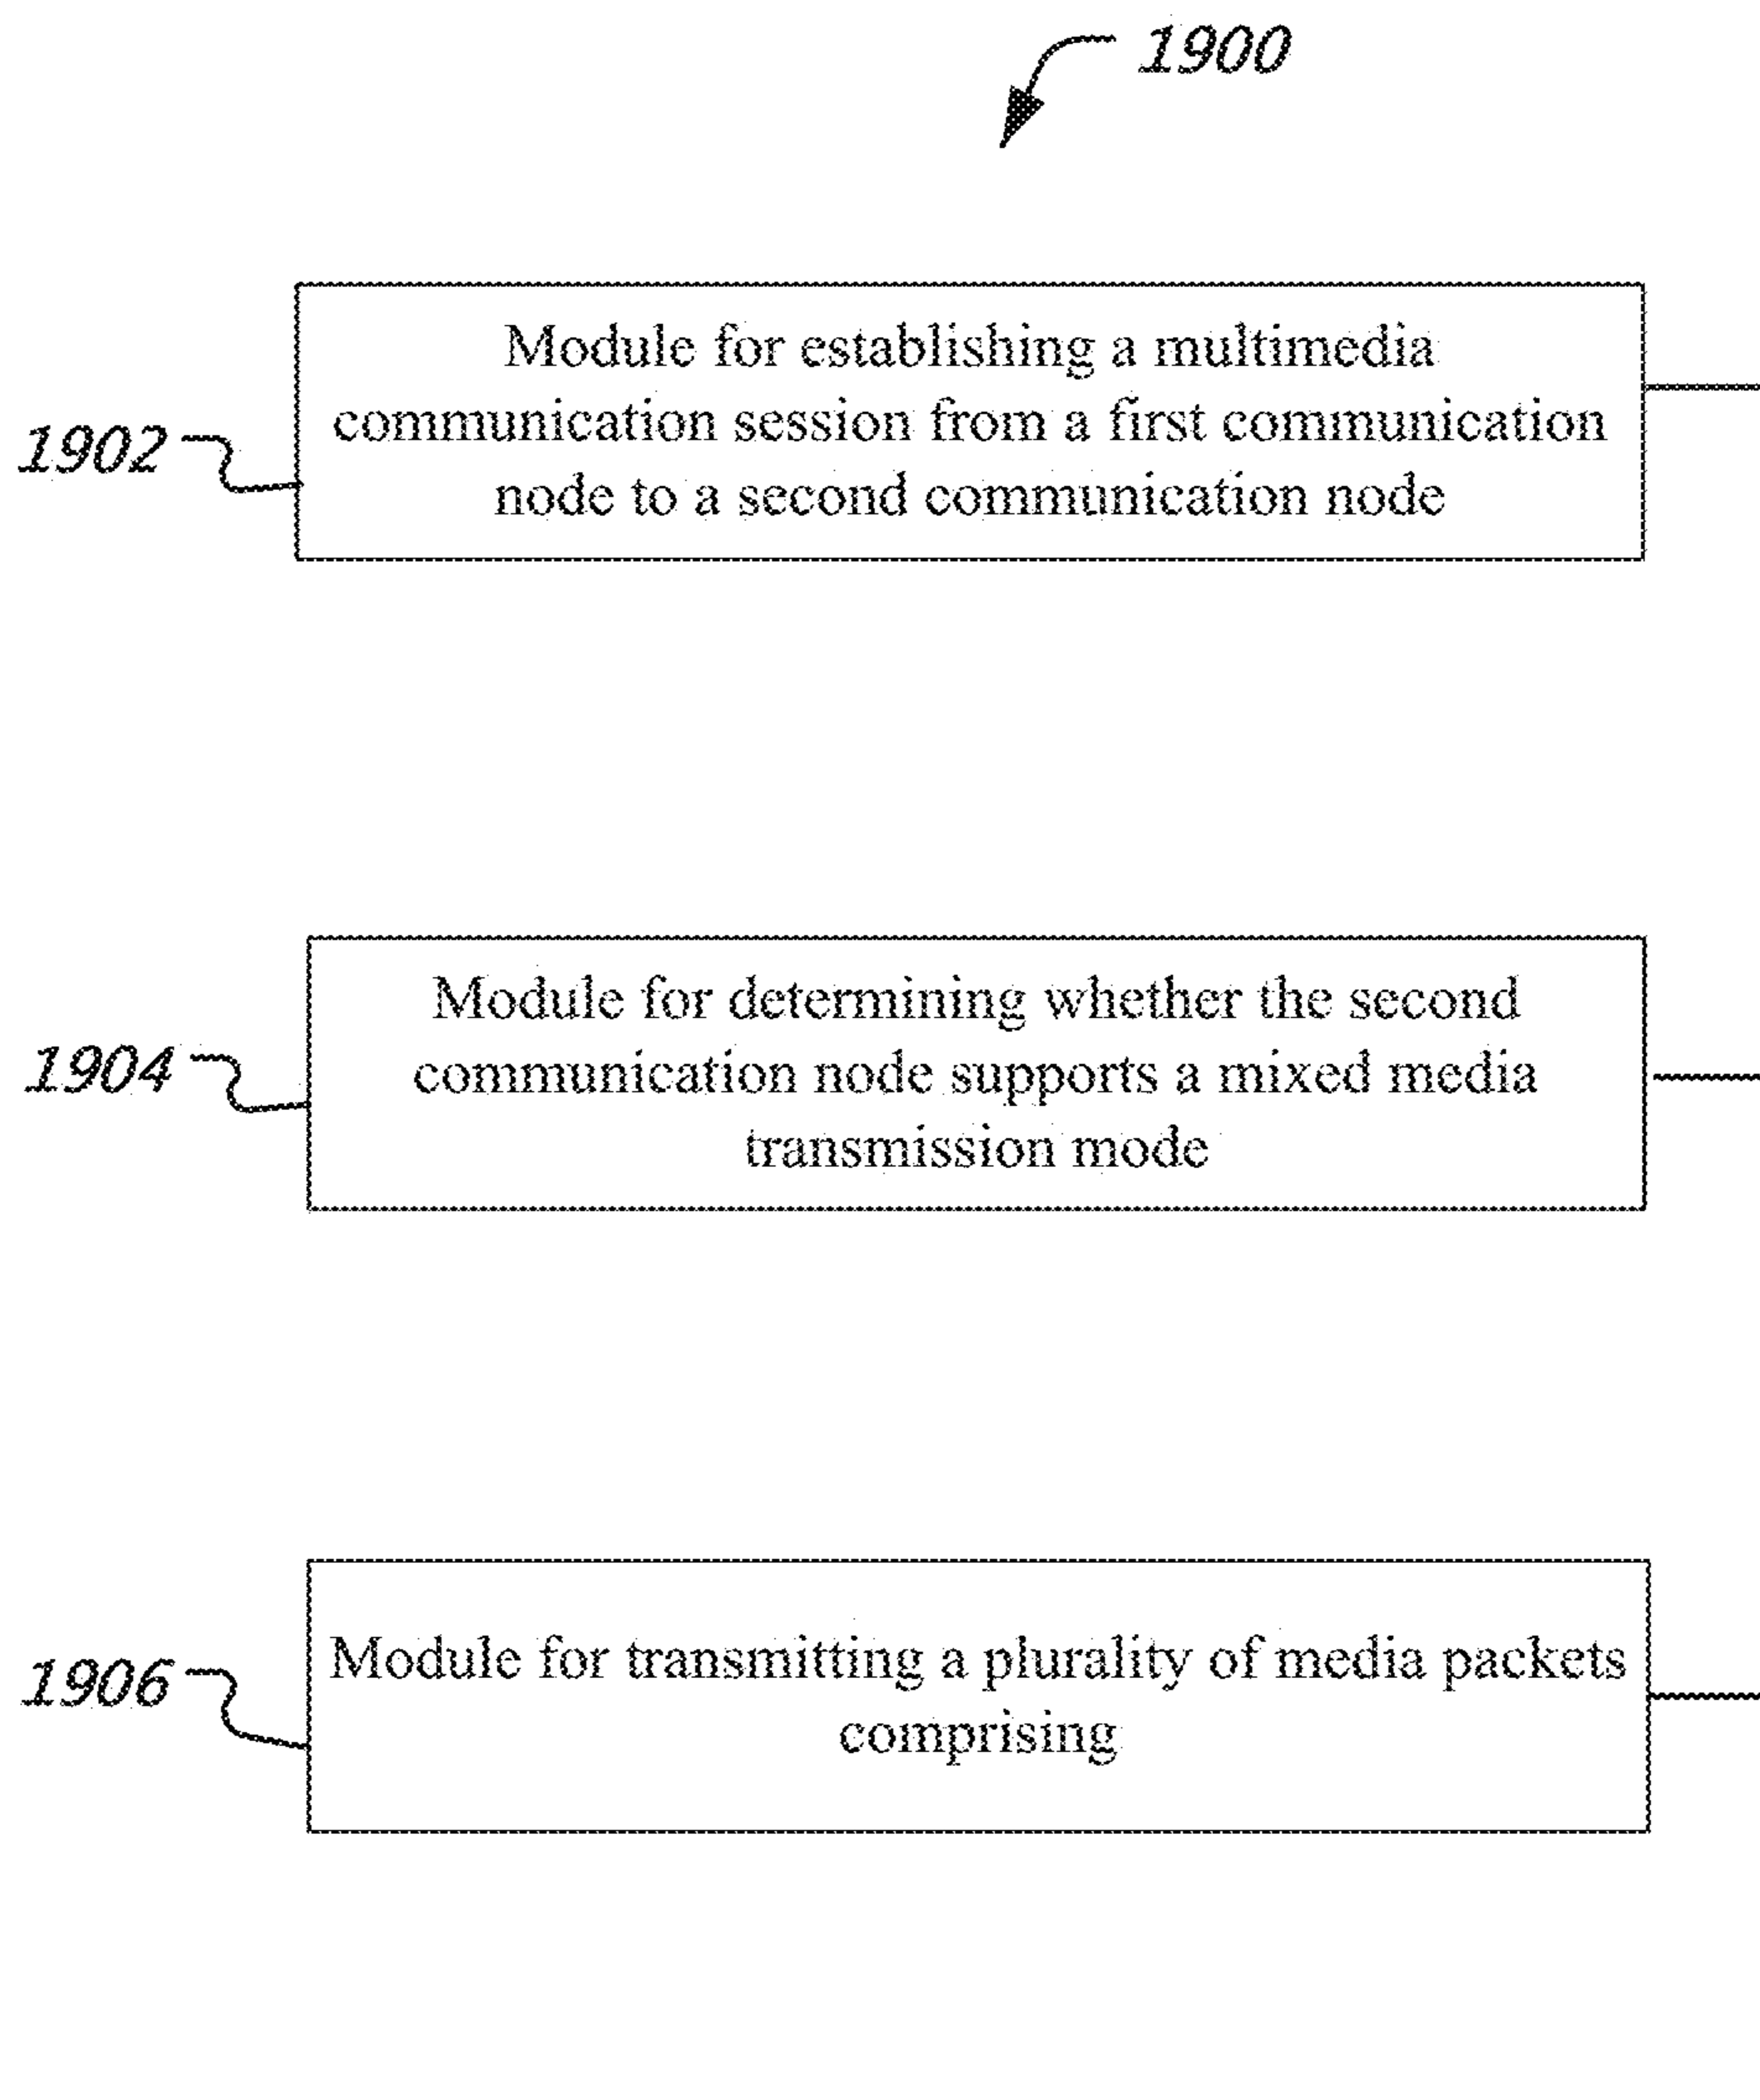 1900
Module for establishing a multimedia
communication session from a first communication
node to a second communication node
1902
Module for determining whether the second
communication node supports a mixed media
transmission mode
1904
Module for transmitting a plurality of media packets
comprising
1906